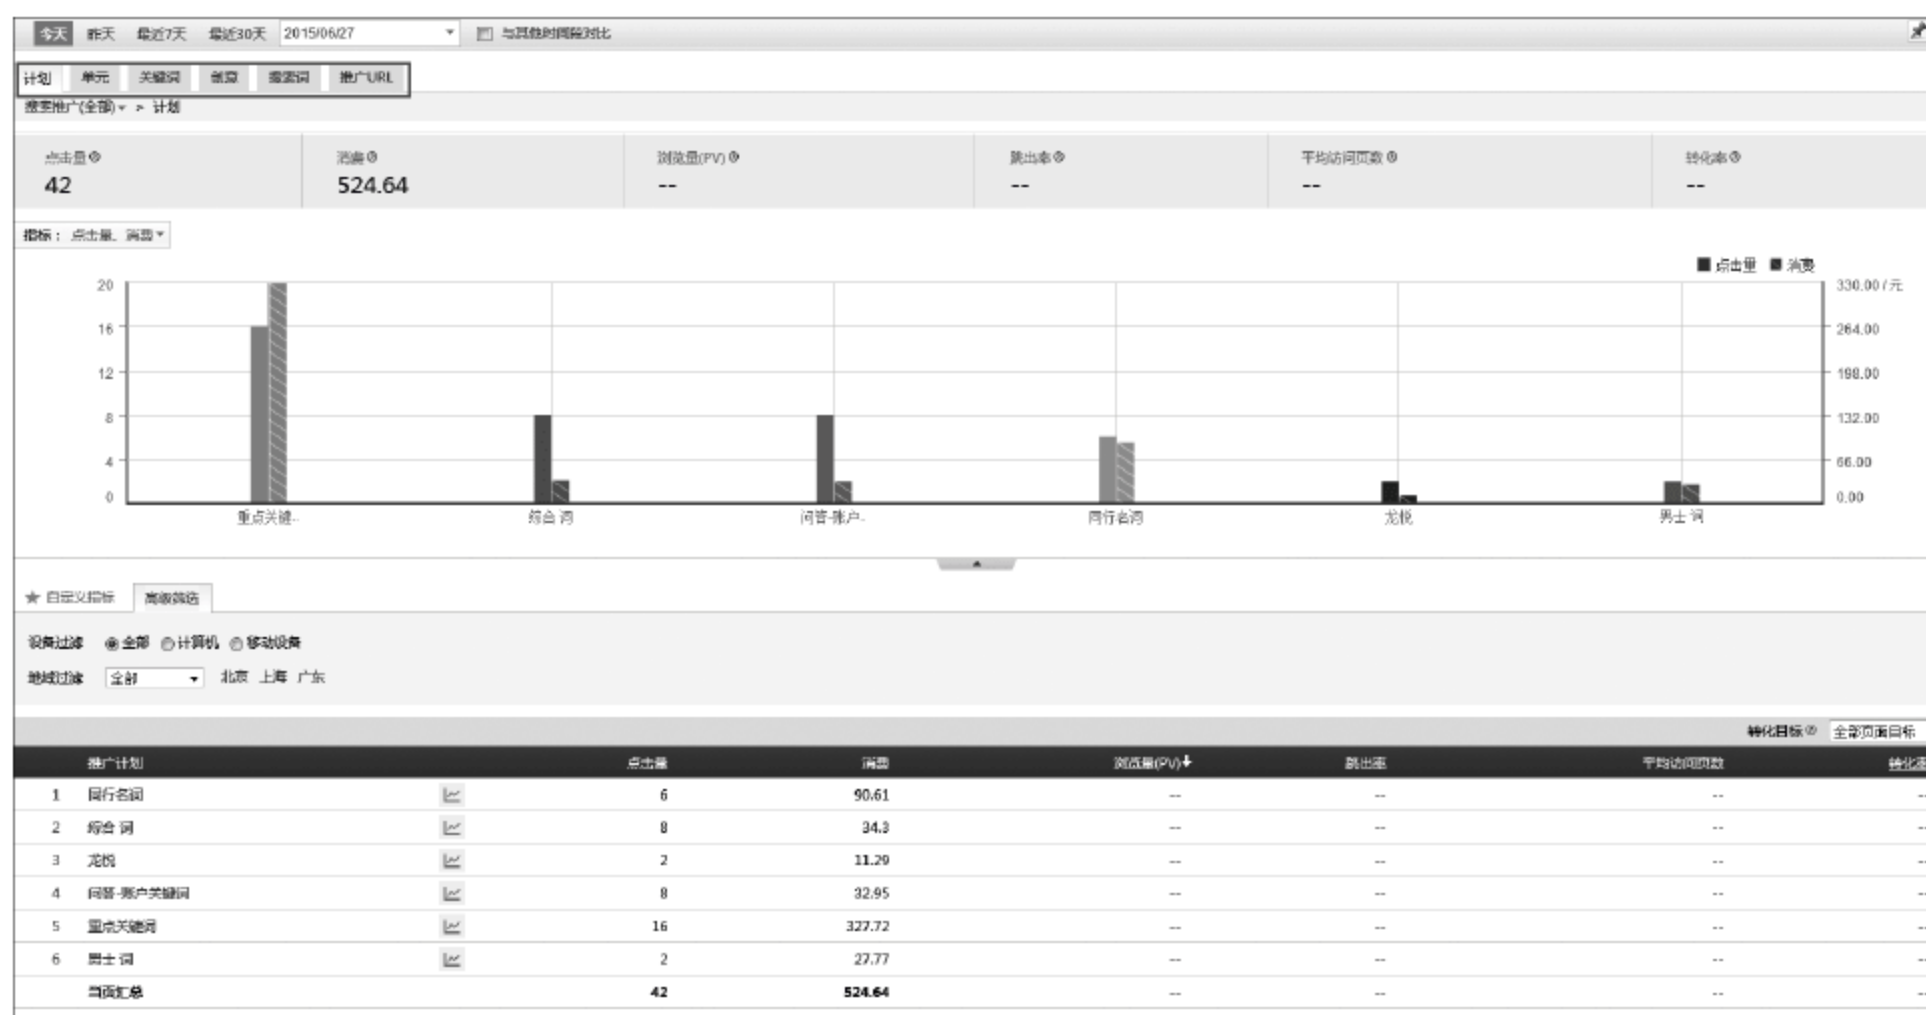 今天 昨天 最近7天 最近30天 2015/06/27 与其他时间段对比
计划 单元 关键词 创意 搜索词 推广URL
搜索推广(全部) > 计划
点击量 消费 浏览量(PV) 跳出率 平均访问页数 转化率
42 524.64 -- -- -- --
指标： 点击量、消费
点击量 消费
20 330.00 / 元
16 264.00
12 198.00
8 132.00
4 66.00
0 0.00
重点关键.. 综合 词 问答-账户.. 同行名词 龙悦 男士 词
自定义指标 高级筛选
设备过滤 全部 计算机 移动设备
地域过滤 全部 北京 上海 广东
转化目标 全部页面目标
推广计划 点击量 消费 浏览量(PV) 跳出率 平均访问页数 转化率
1 同行名词 6 90.61 -- -- -- --
2 综合 词 8 34.3 -- -- -- --
3 龙悦 2 11.29 -- -- -- --
4 问答-账户关键词 8 32.95 -- -- -- --
5 重点关键词 16 327.72 -- -- -- --
6 男士 词 2 27.77 -- -- -- --
当页汇总 42 524.64 -- -- -- --